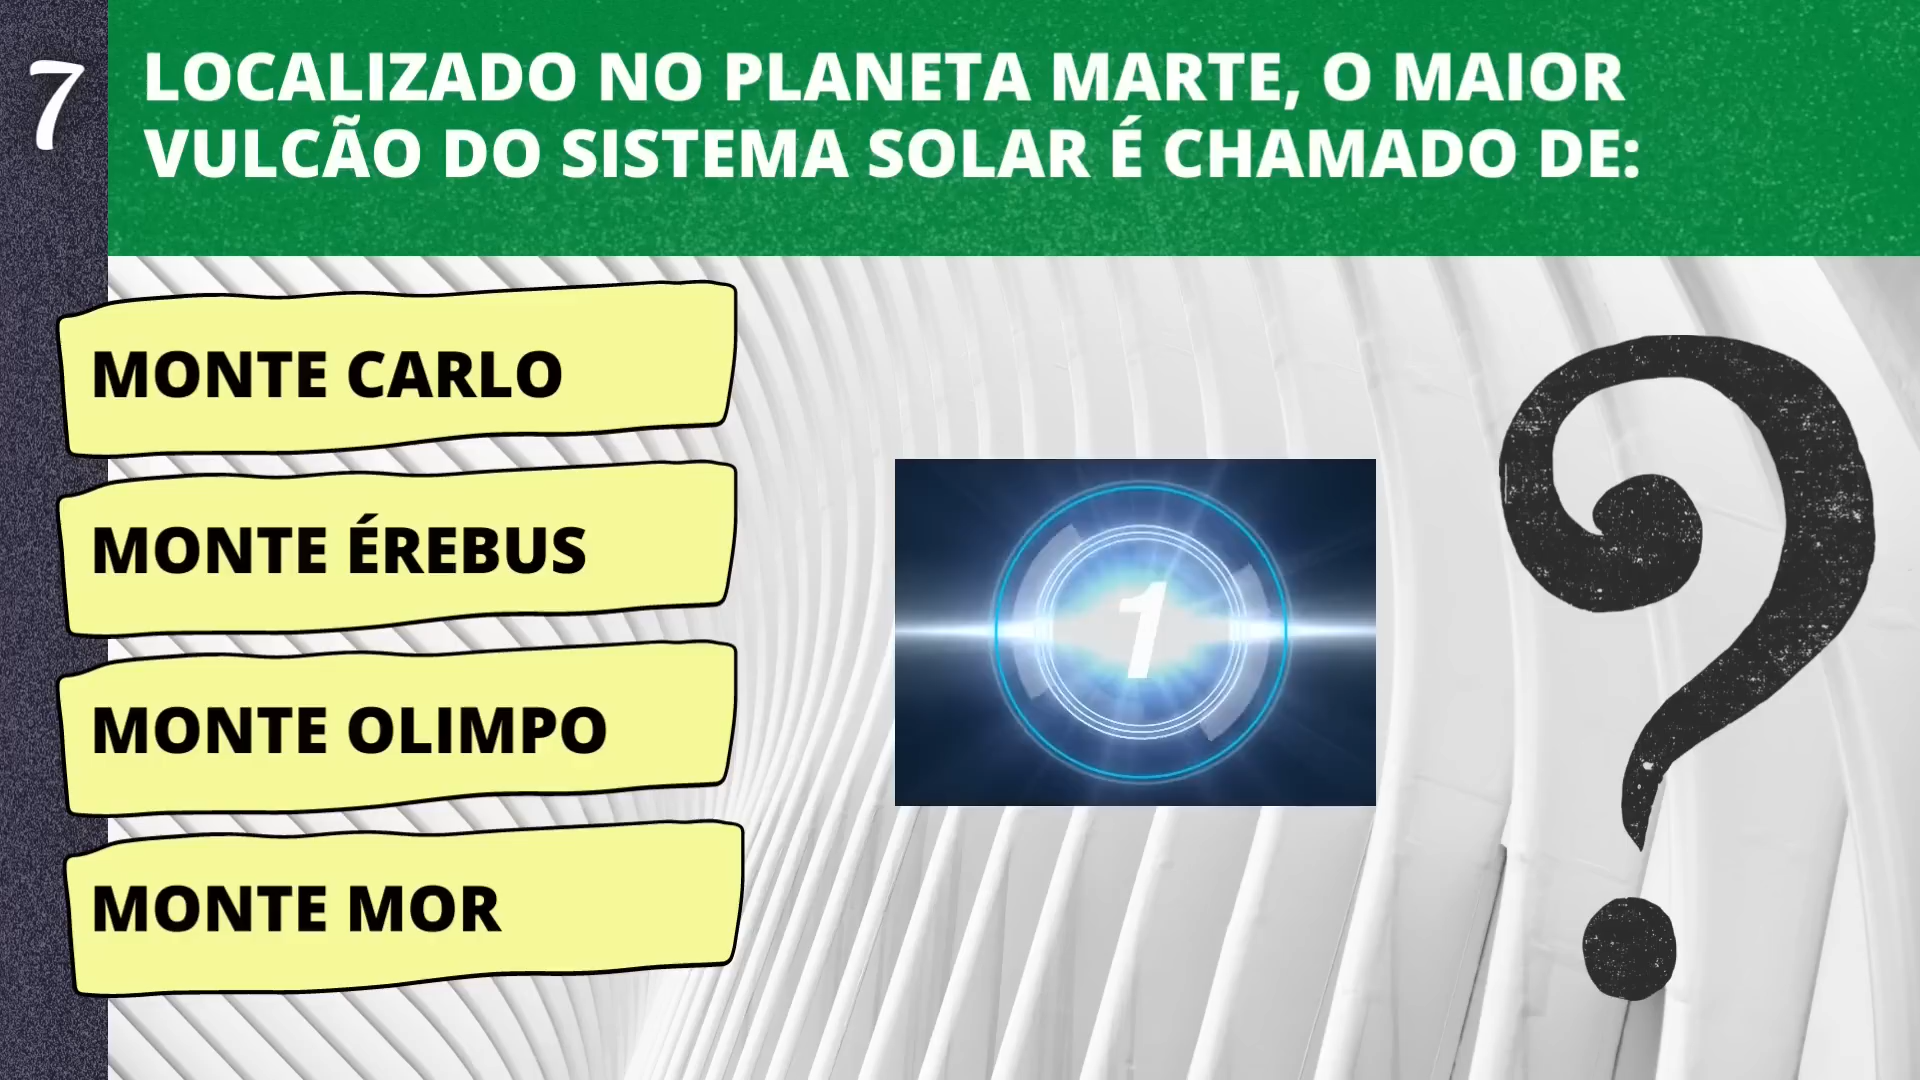 7
LOCALIZADO NO PLANETA MARTE, O MAIOR
VULCÃO DO SISTEMA SOLAR É CHAMADO DE:
MONTE CARLO
MONTE ÉREBUS
MONTE OLIMPO
MONTE MOR
1
?